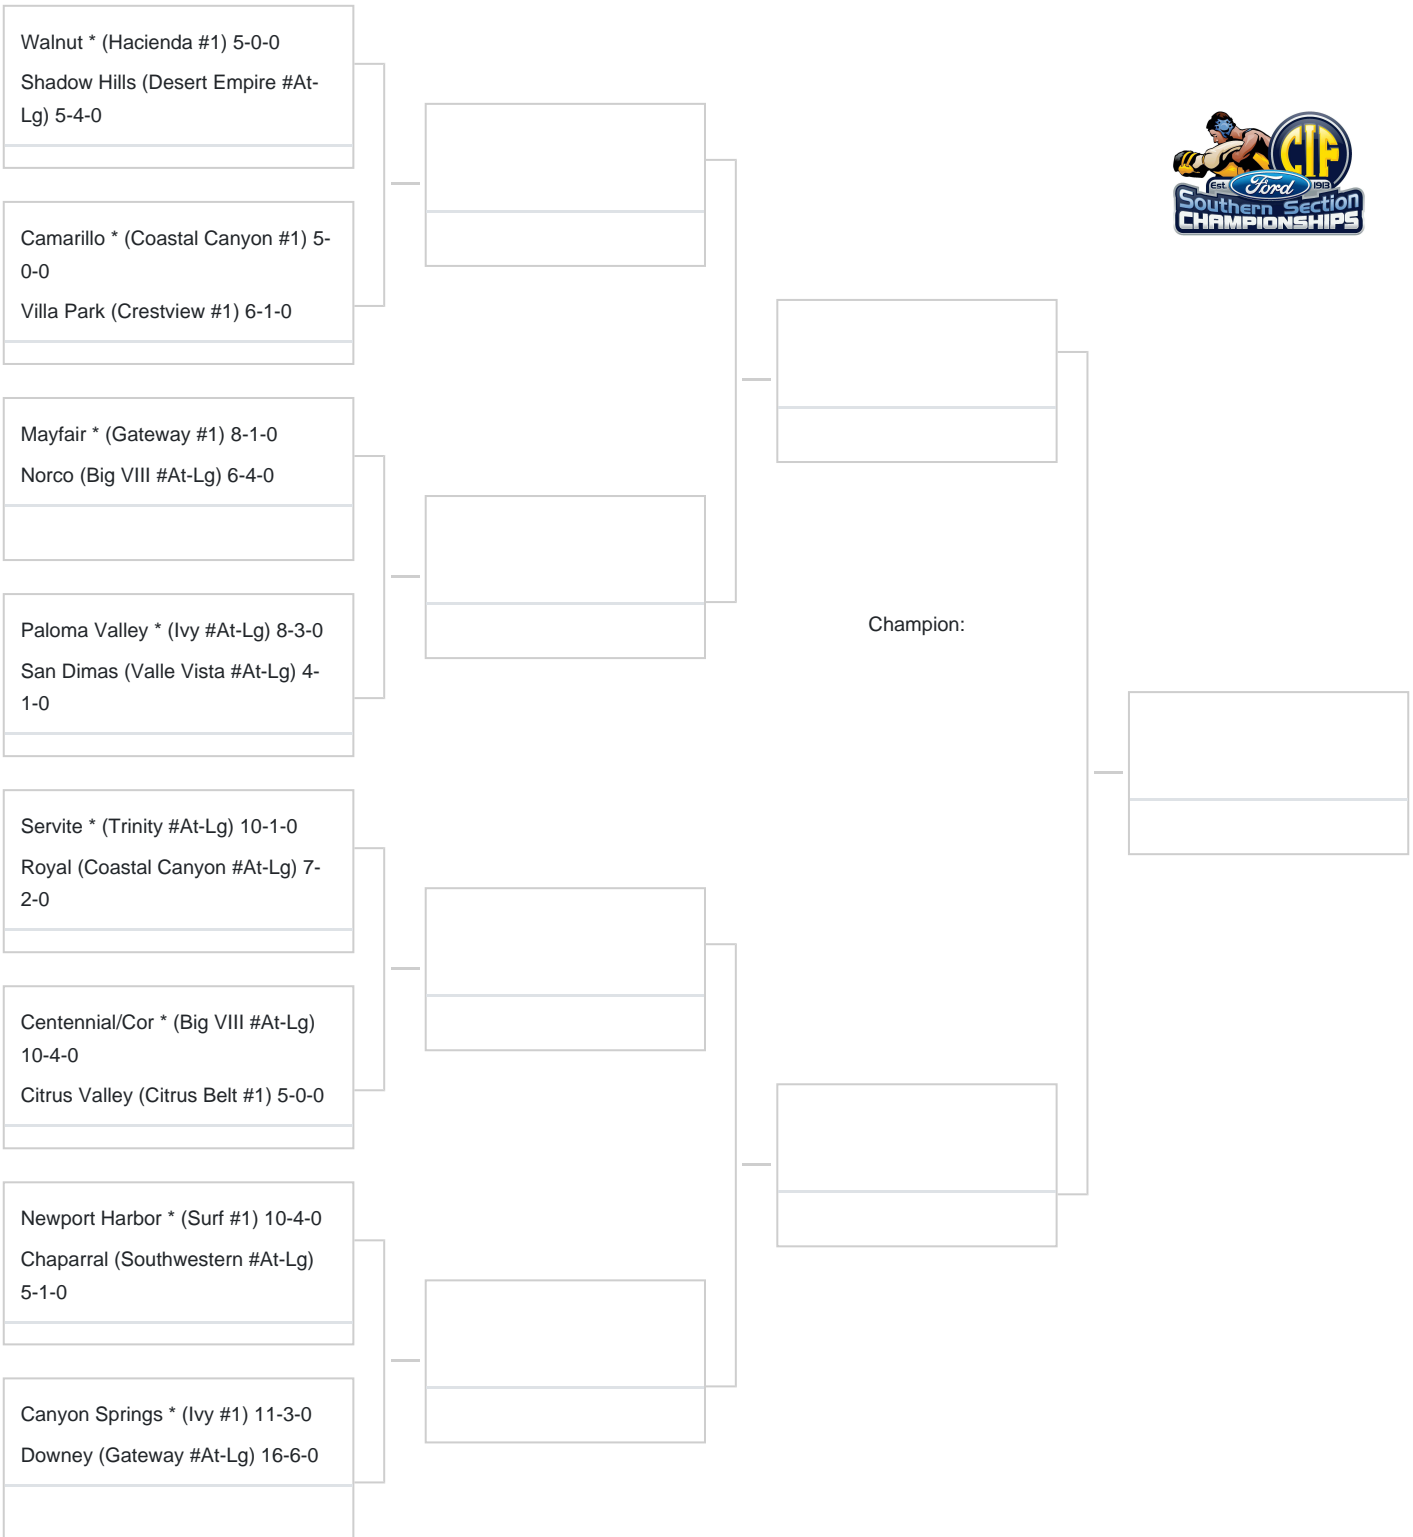 Walnut * (Hacienda #1) 5-0-0
Shadow Hills (Desert Empire #At-
Lg) 5-4-0
Camarillo * (Coastal Canyon #1) 5-
0-0
Villa Park (Crestview #1) 6-1-0
Mayfair * (Gateway #1) 8-1-0
Norco (Big VIII #At-Lg) 6-4-0
Paloma Valley * (Ivy #At-Lg) 8-3-0
San Dimas (Valle Vista #At-Lg) 4-
1-0
Servite * (Trinity #At-Lg) 10-1-0
Royal (Coastal Canyon #At-Lg) 7-
2-0
Centennial/Cor * (Big VIII #At-Lg)
10-4-0
Citrus Valley (Citrus Belt #1) 5-0-0
Newport Harbor * (Surf #1) 10-4-0
Chaparral (Southwestern #At-Lg)
5-1-0
Canyon Springs * (Ivy #1) 11-3-0
Downey (Gateway #At-Lg) 16-6-0
Champion:
CIF
Est. Ford 1913
Southern Section
CHAMPIONSHIPS